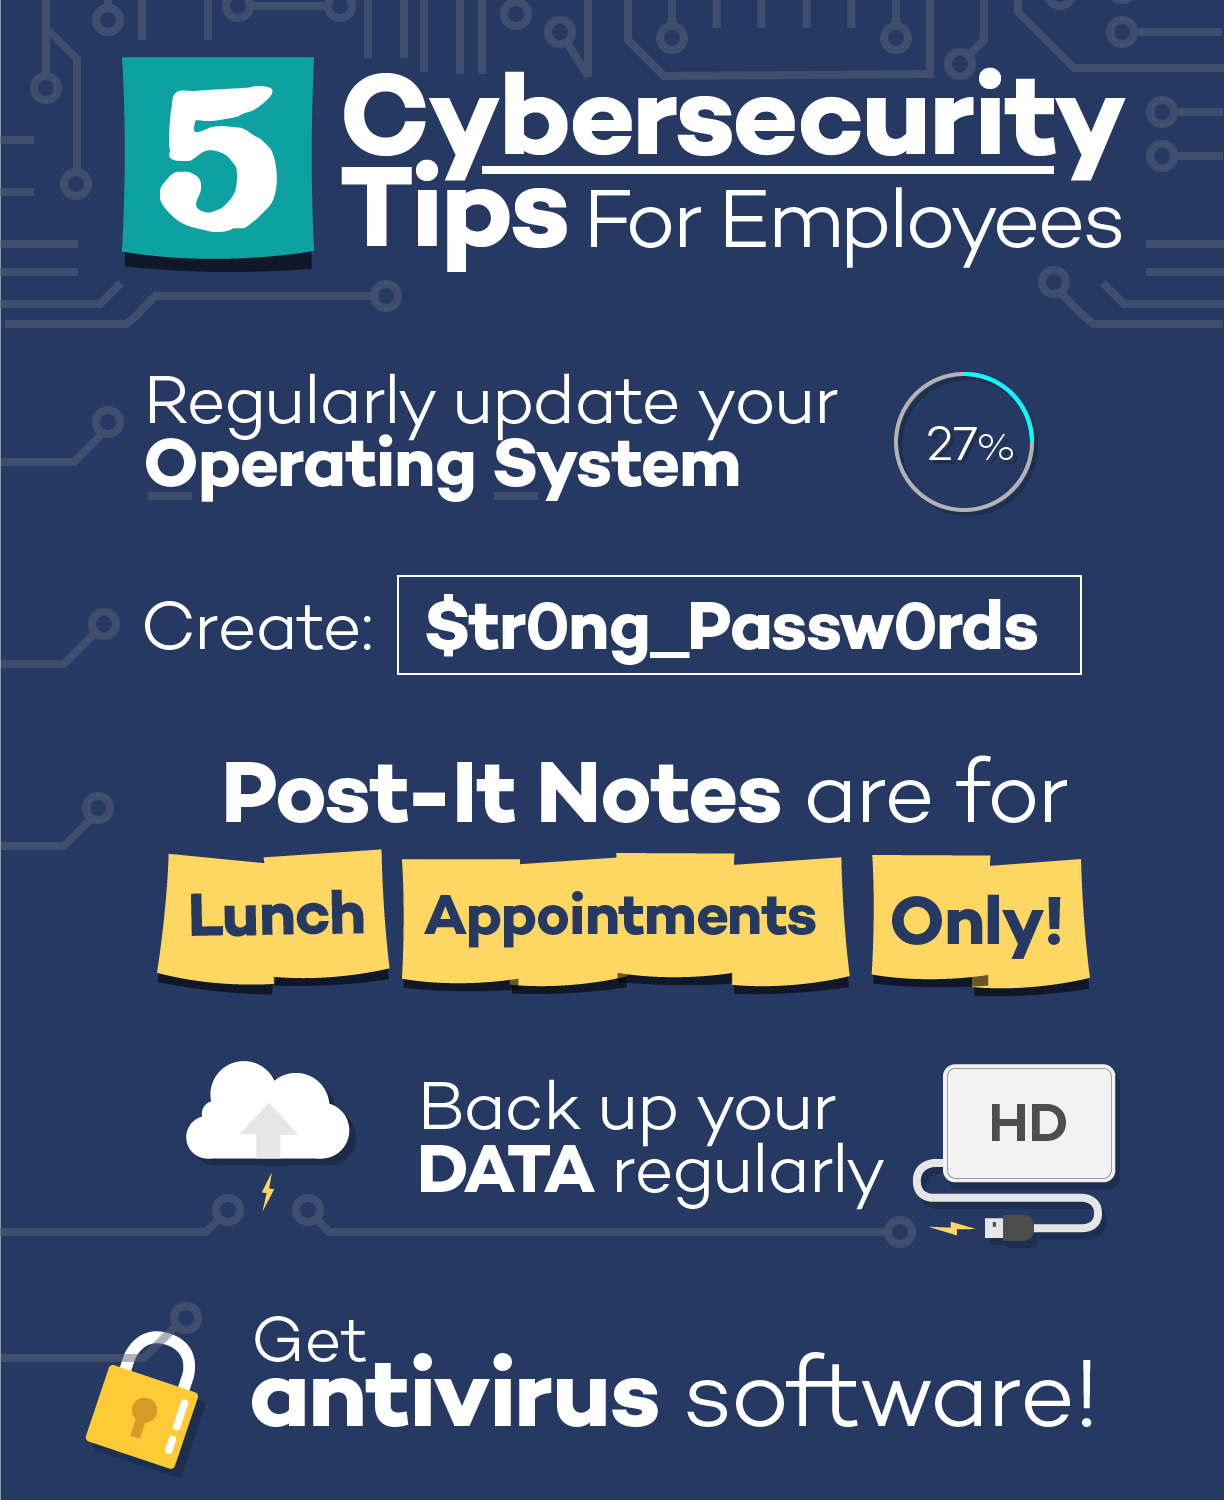 5 Cybersecurity
Tips For Employees
Regularly update your
Operating System
27%
Create: $tr0ng_Passw0rds
Post-It Notes are for
Lunch Appointments Only!
Back up your
DATA regularly
HD
Get
antivirus software!